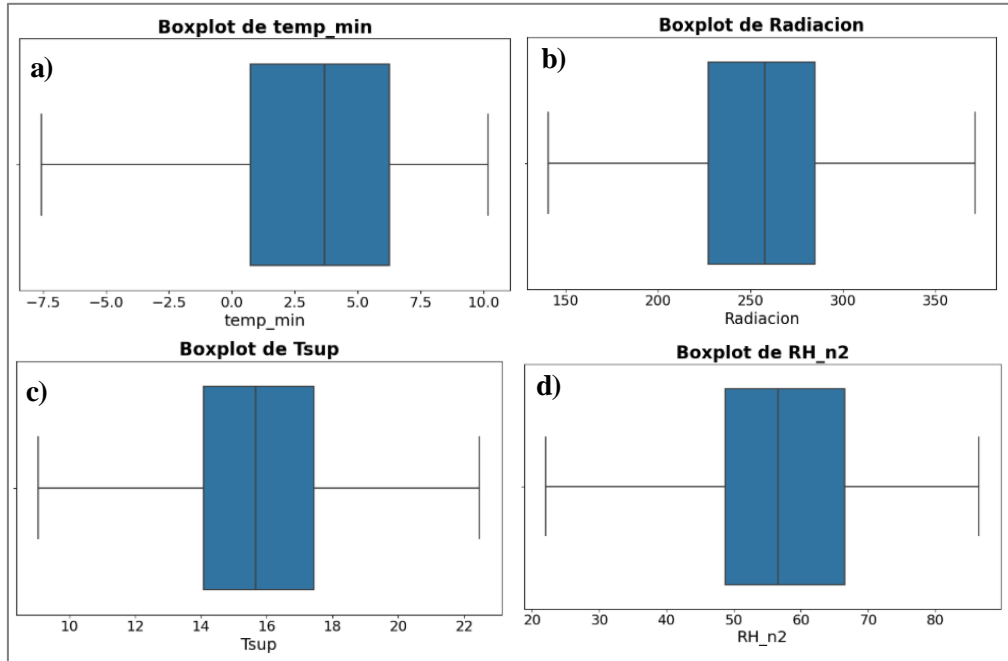 Boxplot de temp_min
a)
−7.5 −5.0 −2.5 0.0 2.5 5.0 7.5 10.0
temp_min
Boxplot de Radiacion
b)
150 200 250 300 350
Radiacion
Boxplot de Tsup
c)
10 12 14 16 18 20 22
Tsup
Boxplot de RH_n2
d)
20 30 40 50 60 70 80
RH_n2